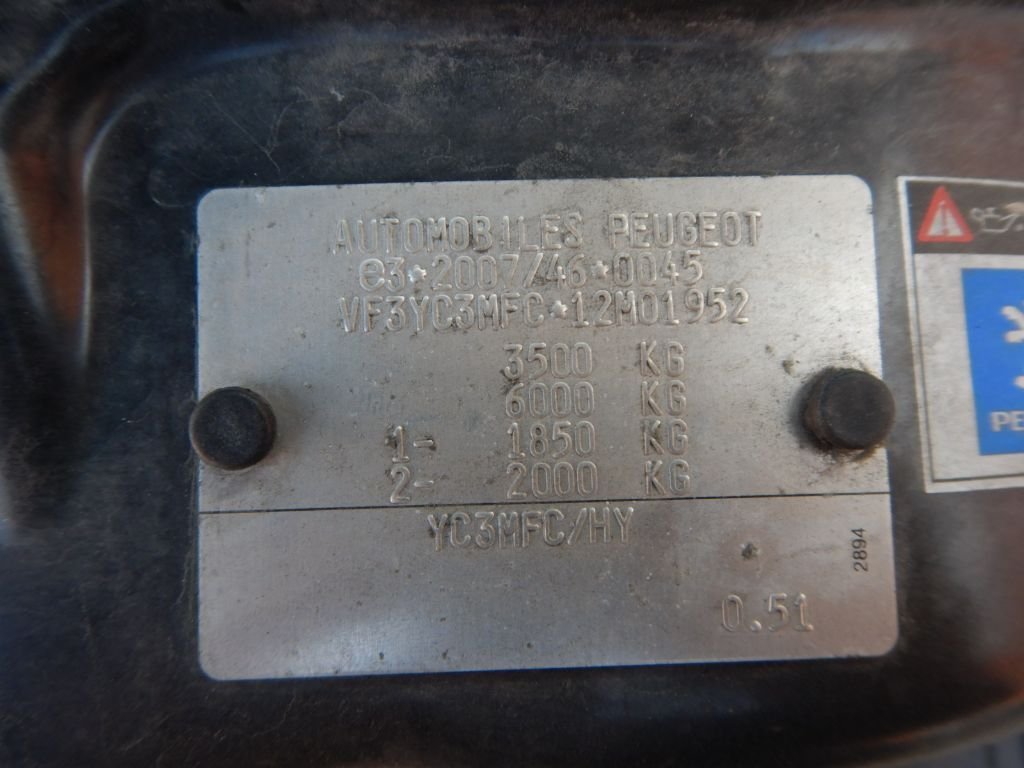 AUTOMOBILES PEUGEOT
e3*2007/46*0045
VF3YC3MFC*12M01952
3500 KG
6000 KG
1- 1850 KG
2- 2000 KG
YC3MFC/HY
2894
0.51
PE